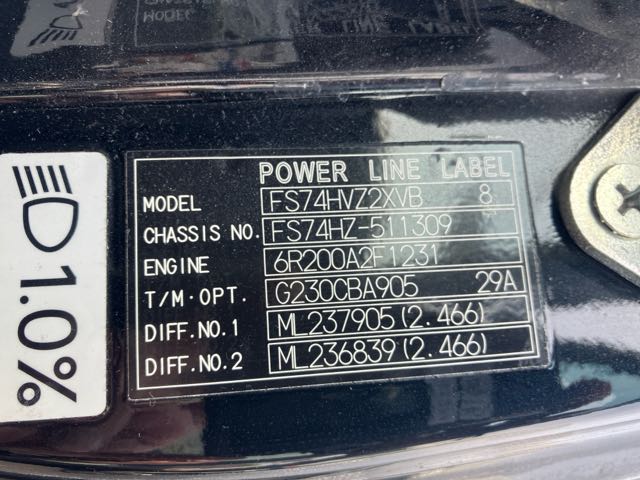 POWER LINE LABEL
MODEL FS74HVZ2XVB 8
CHASSIS NO. FS74HZ-511309
ENGINE 6R200A2F1231
T/M·OPT. G230CBA905 29A
DIFF.NO.1 ML237905(2.466)
DIFF.NO.2 ML236839(2.466)
1.0%